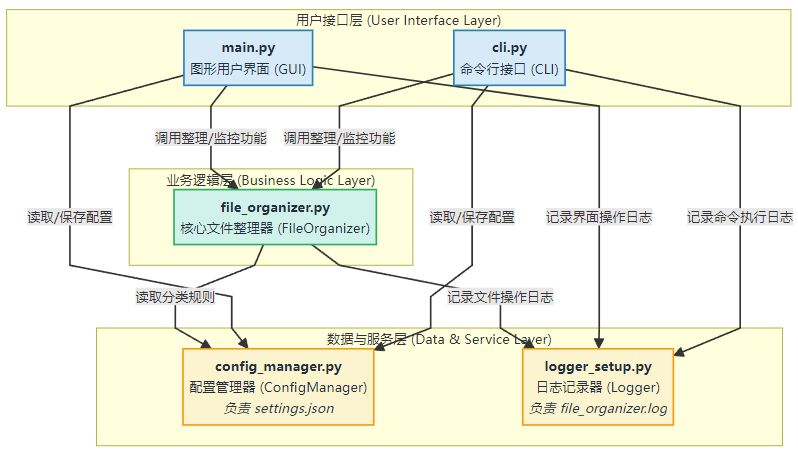 用户接口层 (User Interface Layer)
main.py
图形用户界面 (GUI)
cli.py
命令行接口 (CLI)
调用整理/监控功能
调用整理/监控功能
业务逻辑层 (Business Logic Layer)
file_organizer.py
核心文件整理器 (FileOrganizer)
读取/保存配置
读取/保存配置
记录界面操作日志
记录命令执行日志
读取分类规则
记录文件操作日志
数据与服务层 (Data & Service Layer)
config_manager.py
配置管理器 (ConfigManager)
负责 settings.json
logger_setup.py
日志记录器 (Logger)
负责 file_organizer.log